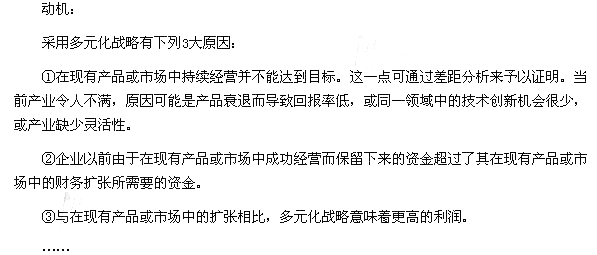 动机：
采用多元化战略有下列3大原因：
①在现有产品或市场中持续经营并不能达到目标。这一点可通过差距分析来予以证明。当
前产业令人不满，原因可能是产品衰退而导致回报率低，或同一领域中的技术创新机会很少，
或产业缺少灵活性。
②企业以前由于在现有产品或市场中成功经营而保留下来的资金超过了其在现有产品或市
场中的财务扩张所需要的资金。
③与在现有产品或市场中的扩张相比，多元化战略意味着更高的利润。
……